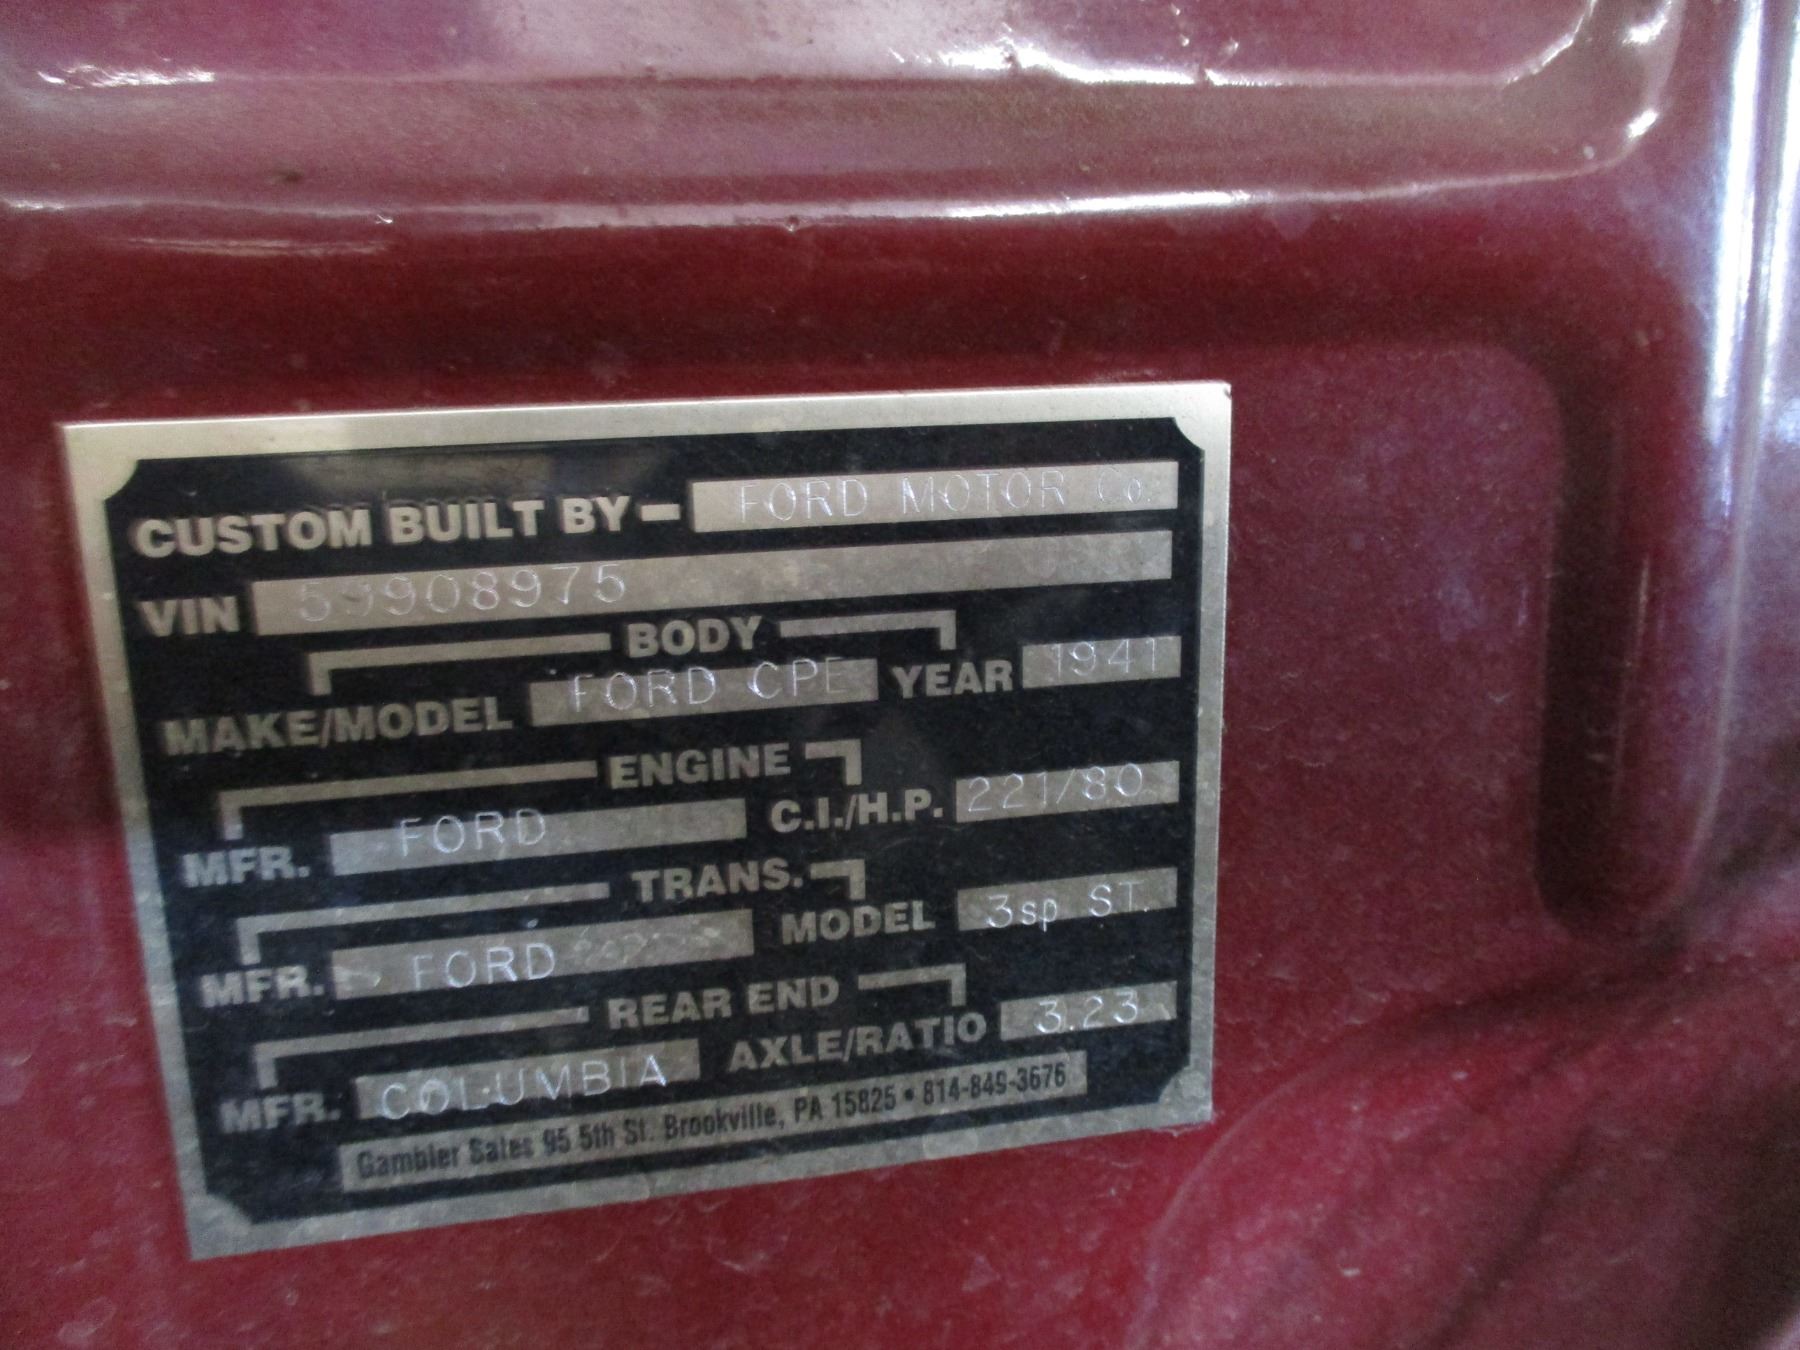 CUSTOM BUILT BY - FORD MOTOR Co.
VIN 59908975
BODY
MAKE/MODEL FORD CPE YEAR 1941
ENGINE
MFR. FORD C.I./H.P. 221/80
TRANS.
MFR. FORD MODEL 3sp ST.
REAR END
MFR. COLUMBIA AXLE/RATIO 3.23
Gambler Sales 95 5th St. Brookville, PA 15825 • 814-849-3676